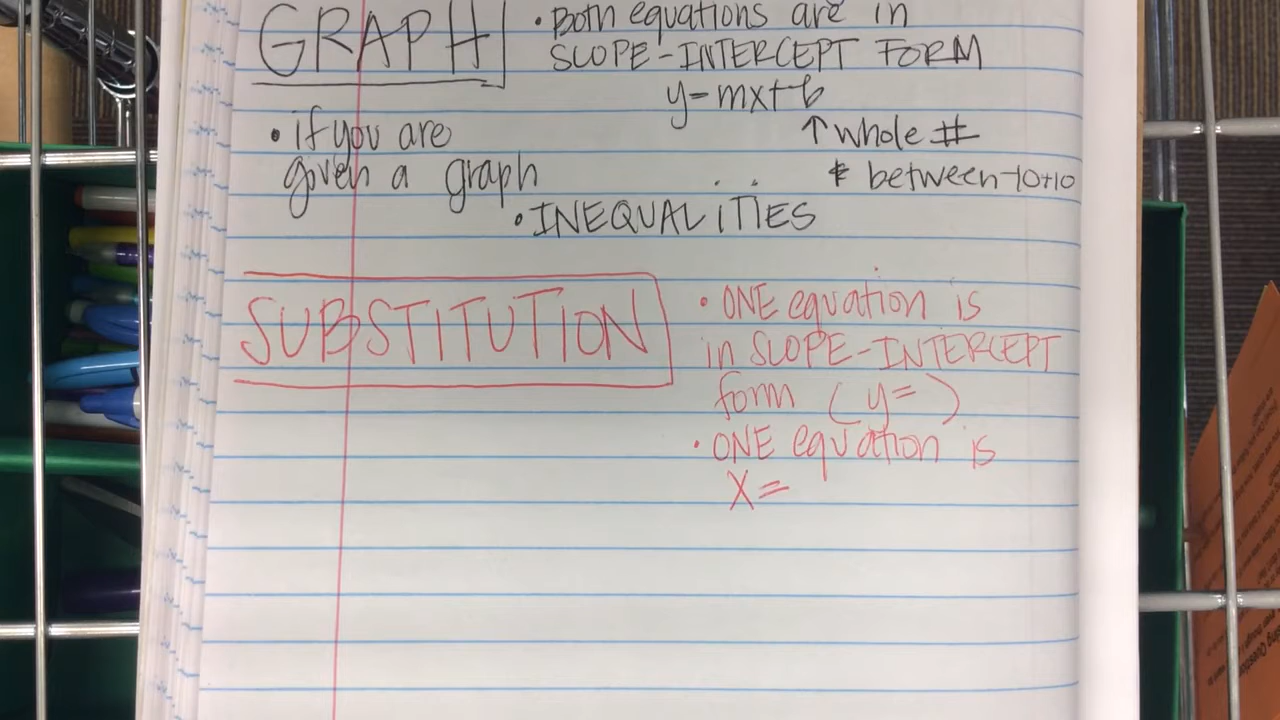 GRAPH
• Both equations are in
SLOPE-INTERCEPT FORM
y=mx+b
↑ whole #
* between -10+10
• if you are
given a graph
• INEQUALITIES
SUBSTITUTION
• ONE equation is
in SLOPE-INTERCEPT
form (y= )
• ONE equation is
X=